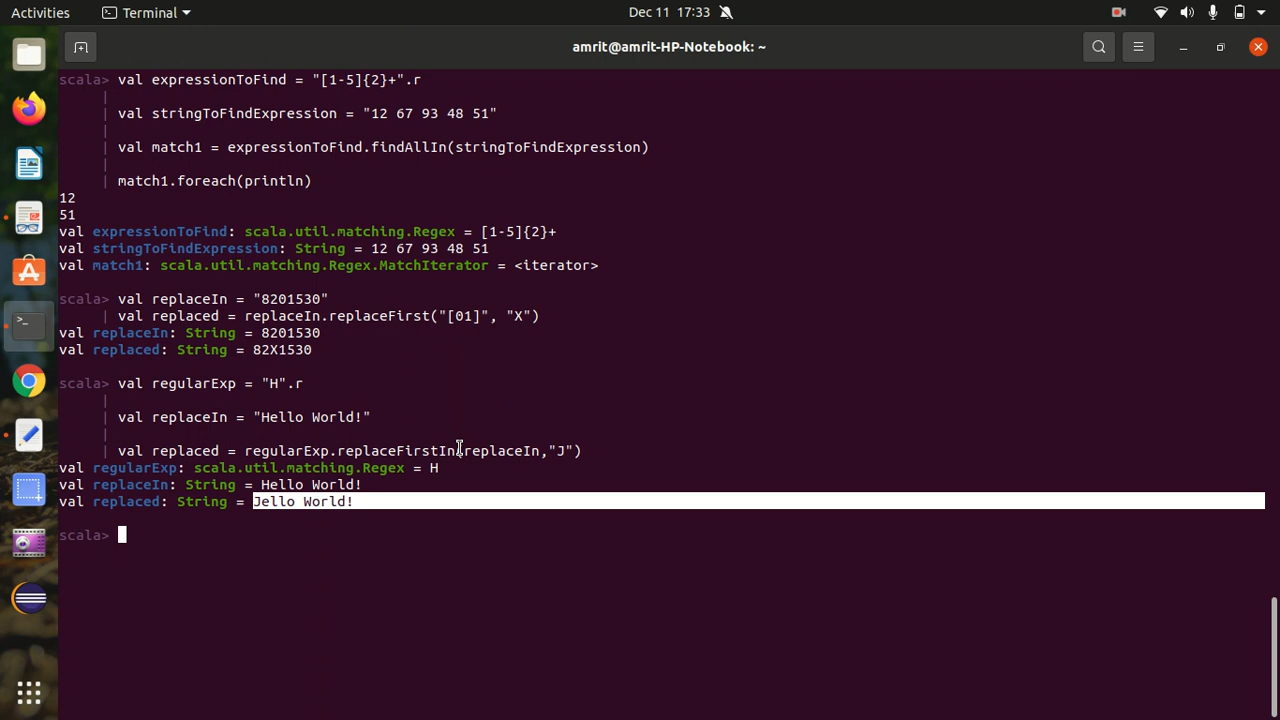 Activities Terminal Dec 11 17:33
amrit@amrit-HP-Notebook: ~
scala> val expressionToFind = "[1-5]{2}+".r
|
| val stringToFindExpression = "12 67 93 48 51"
|
| val match1 = expressionToFind.findAllIn(stringToFindExpression)
|
| match1.foreach(println)
12
51
val expressionToFind: scala.util.matching.Regex = [1-5]{2}+
val stringToFindExpression: String = 12 67 93 48 51
val match1: scala.util.matching.Regex.MatchIterator = <iterator>
scala> val replaceIn = "8201530"
| val replaced = replaceIn.replaceFirst("[01]", "X")
val replaceIn: String = 8201530
val replaced: String = 82X1530
scala> val regularExp = "H".r
|
| val replaceIn = "Hello World!"
|
| val replaced = regularExp.replaceFirstIn(replaceIn,"J")
val regularExp: scala.util.matching.Regex = H
val replaceIn: String = Hello World!
val replaced: String = Jello World!
scala>